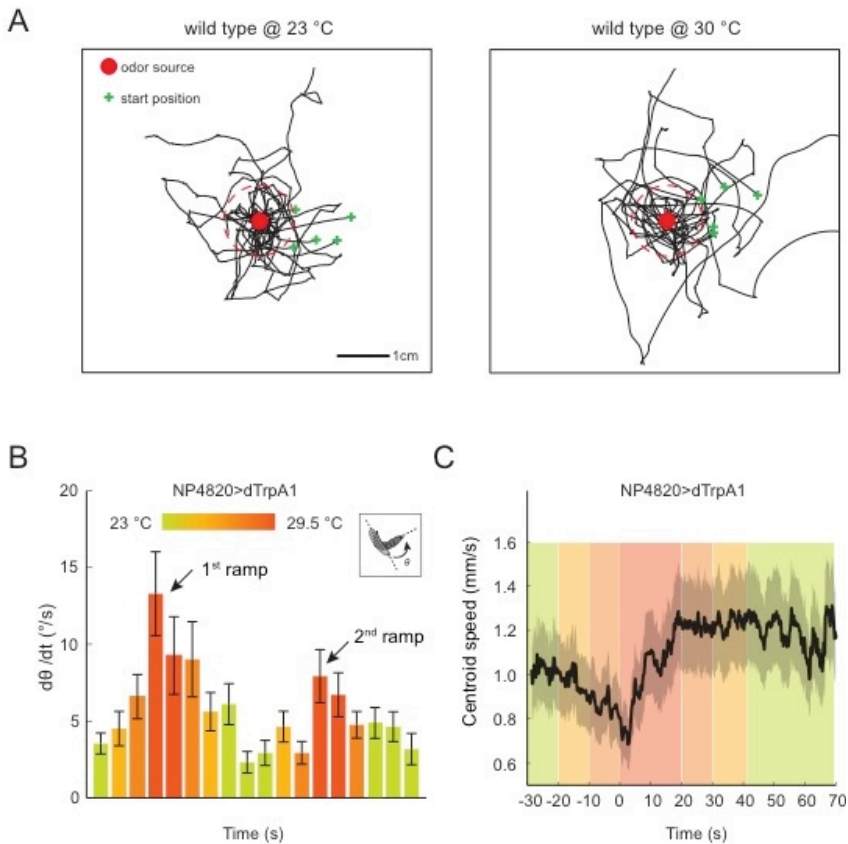 A
wild type @ 23 °C
wild type @ 30 °C
odor source
start position
1cm
B
NP4820>dTrpA1
23 °C
29.5 °C
θ
1st ramp
2nd ramp
dθ /dt (°/s)
20
15
10
5
0
Time (s)
C
NP4820>dTrpA1
Centroid speed (mm/s)
1.6
1.4
1.2
1.0
0.8
0.6
-30 -20 -10 0 10 20 30 40 50 60 70
Time (s)